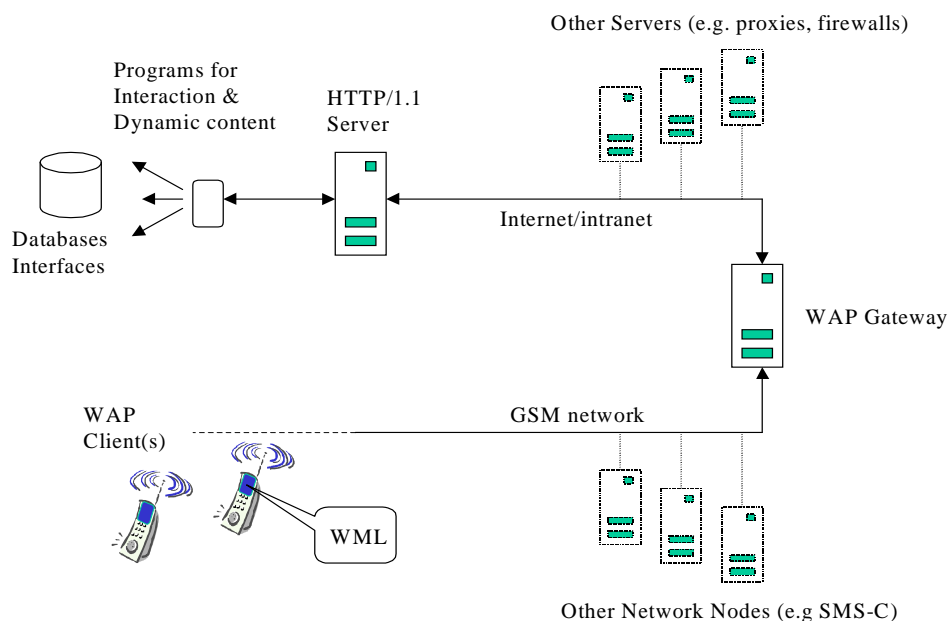 Other Servers (e.g. proxies, firewalls)
Programs for
Interaction &
Dynamic content
HTTP/1.1
Server
Internet/intranet
Databases
Interfaces
WAP Gateway
GSM network
WAP
Client(s)
WML
Other Network Nodes (e.g SMS-C)